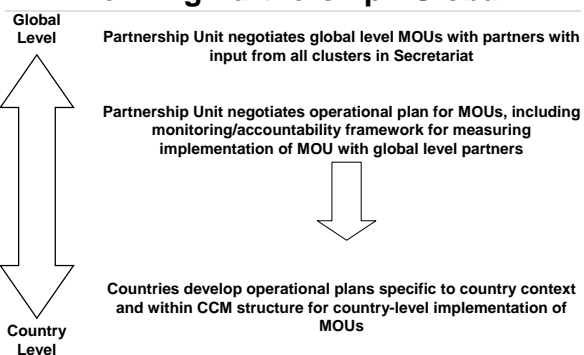 Global
Level
Partnership Unit negotiates global level MOUs with partners with
input from all clusters in Secretariat
Partnership Unit negotiates operational plan for MOUs, including
monitoring/accountability framework for measuring
implementation of MOU with global level partners
Countries develop operational plans specific to country context
and within CCM structure for country-level implementation of
MOUs
Country
Level